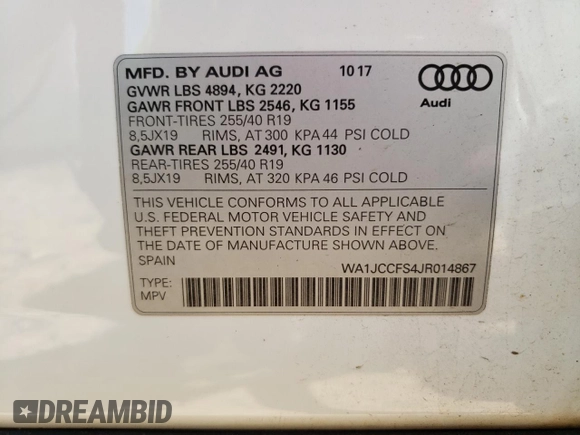 MFD. BY AUDI AG 10 17
GVWR LBS 4894, KG 2220
GAWR FRONT LBS 2546, KG 1155
FRONT-TIRES 255/40 R19
8,5JX19 RIMS, AT 300 KPA 44 PSI COLD
GAWR REAR LBS 2491, KG 1130
REAR-TIRES 255/40 R19
8,5JX19 RIMS, AT 320 KPA 46 PSI COLD
Audi
THIS VEHICLE CONFORMS TO ALL APPLICABLE
U.S. FEDERAL MOTOR VEHICLE SAFETY AND
THEFT PREVENTION STANDARDS IN EFFECT ON
THE DATE OF MANUFACTURE SHOWN ABOVE.
SPAIN WA1JCCFS4JR014867
TYPE:
MPV
DREAMBID